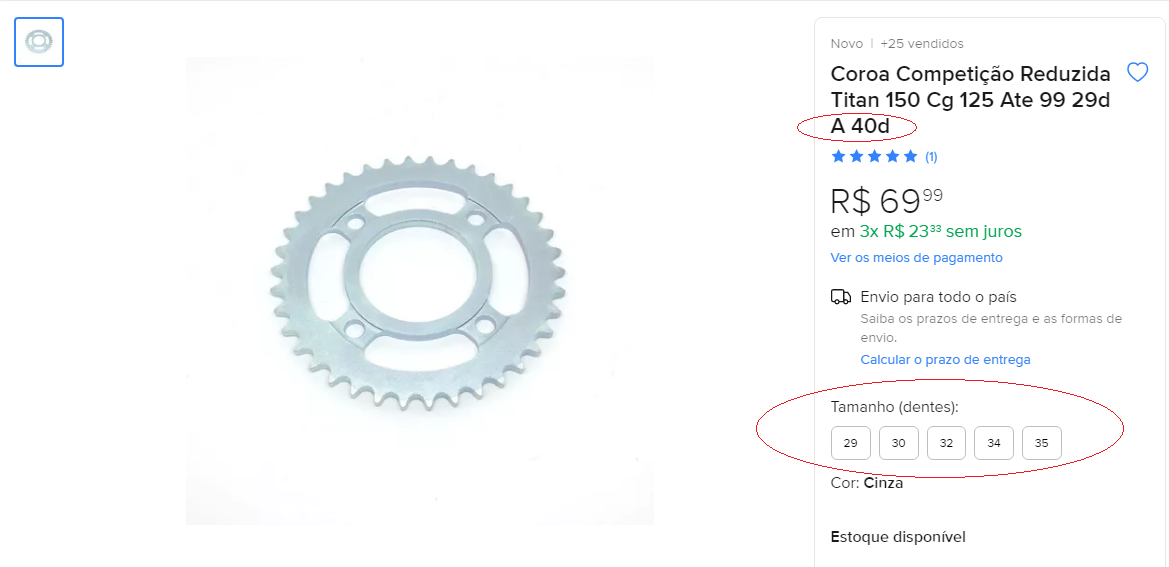 Novo | +25 vendidos
Coroa Competição Reduzida
Titan 150 Cg 125 Ate 99 29d
A 40d
(1)
R$ 69 99
em 3x R$ 23 33 sem juros
Ver os meios de pagamento
Envio para todo o país
Saiba os prazos de entrega e as formas de
envio.
Calcular o prazo de entrega
Tamanho (dentes):
29 30 32 34 35
Cor: Cinza
Estoque disponível